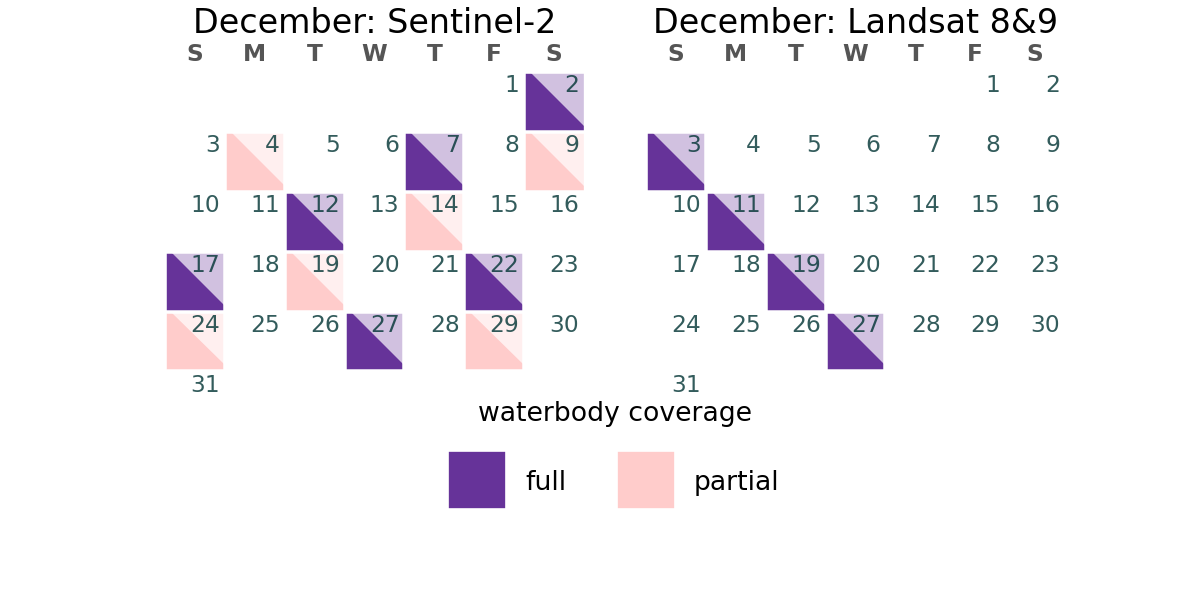 December: Sentinel-2
S M T W T F S
1 2
3 4 5 6 7 8 9
10 11 12 13 14 15 16
17 18 19 20 21 22 23
24 25 26 27 28 29 30
31
December: Landsat 8&9
S M T W T F S
1 2
3 4 5 6 7 8 9
10 11 12 13 14 15 16
17 18 19 20 21 22 23
24 25 26 27 28 29 30
31
waterbody coverage
full partial